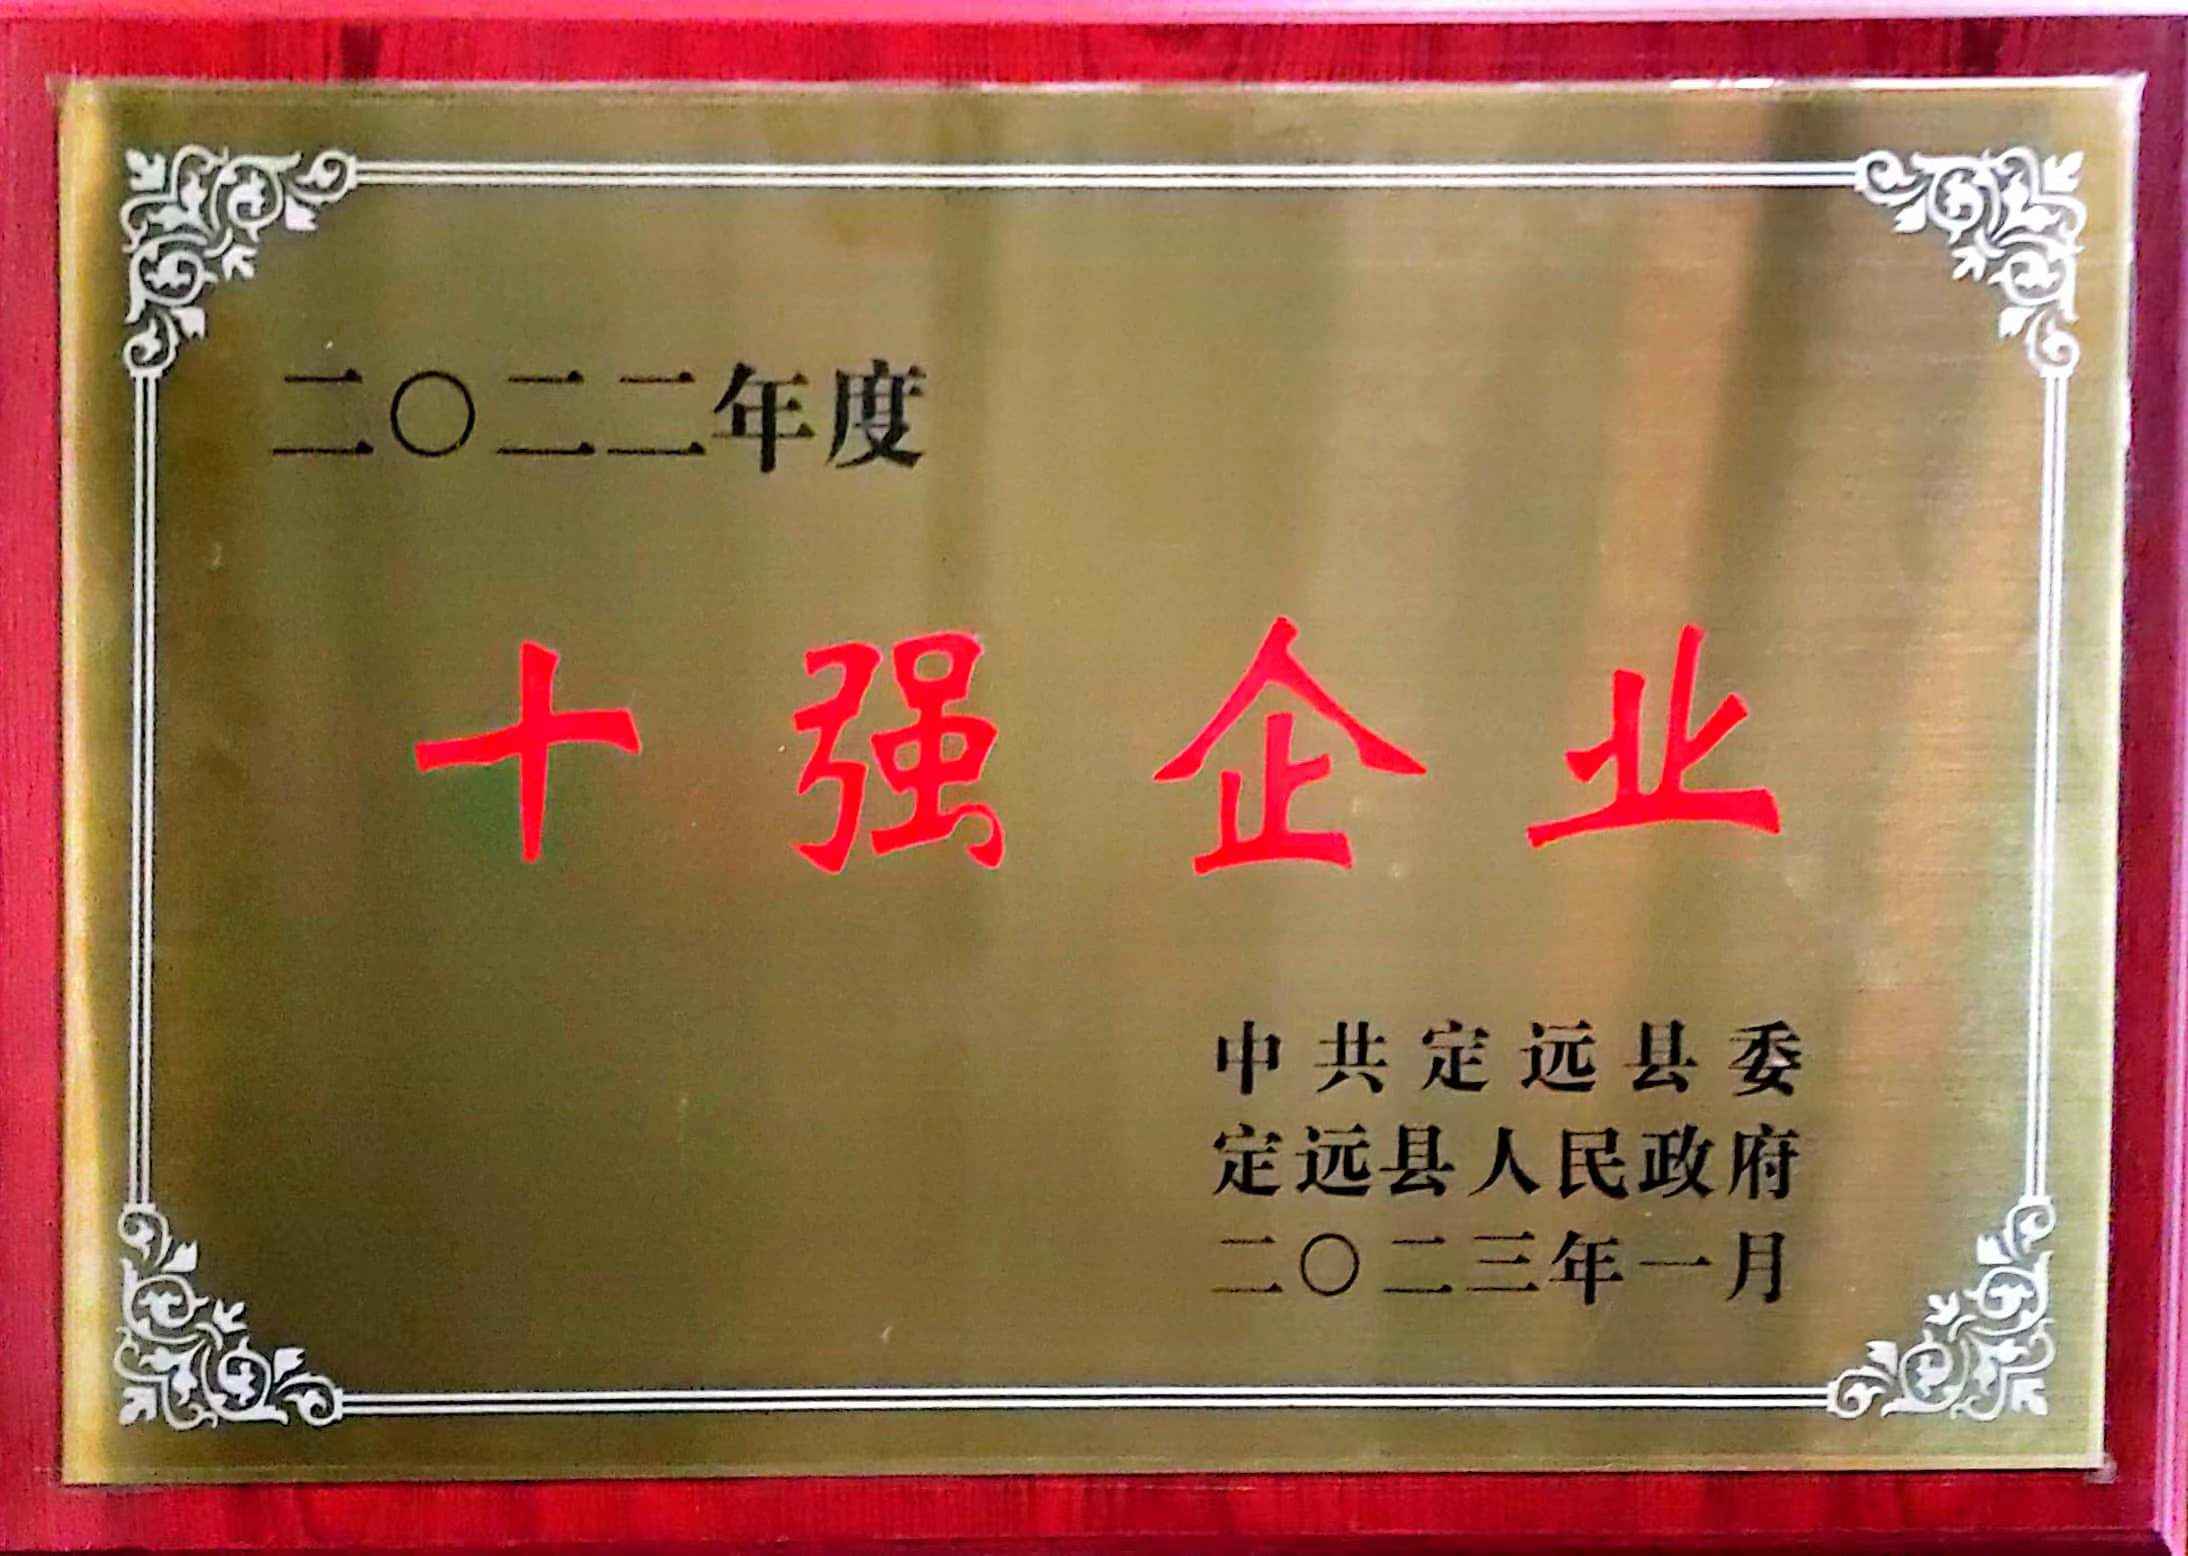 二〇二二年度
十强企业
中共定远县委
定远县人民政府
二〇二三年一月